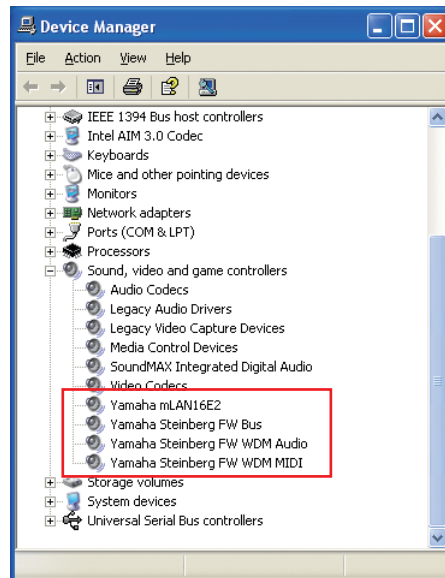 Device Manager
File Action View Help
IEEE 1394 Bus host controllers
Intel AIM 3.0 Codec
Keyboards
Mice and other pointing devices
Monitors
Network adapters
Ports (COM & LPT)
Processors
Sound, video and game controllers
Audio Codecs
Legacy Audio Drivers
Legacy Video Capture Devices
Media Control Devices
SoundMAX Integrated Digital Audio
Video Codecs
Yamaha mLAN16E2
Yamaha Steinberg FW Bus
Yamaha Steinberg FW WDM Audio
Yamaha Steinberg FW WDM MIDI
Storage volumes
System devices
Universal Serial Bus controllers